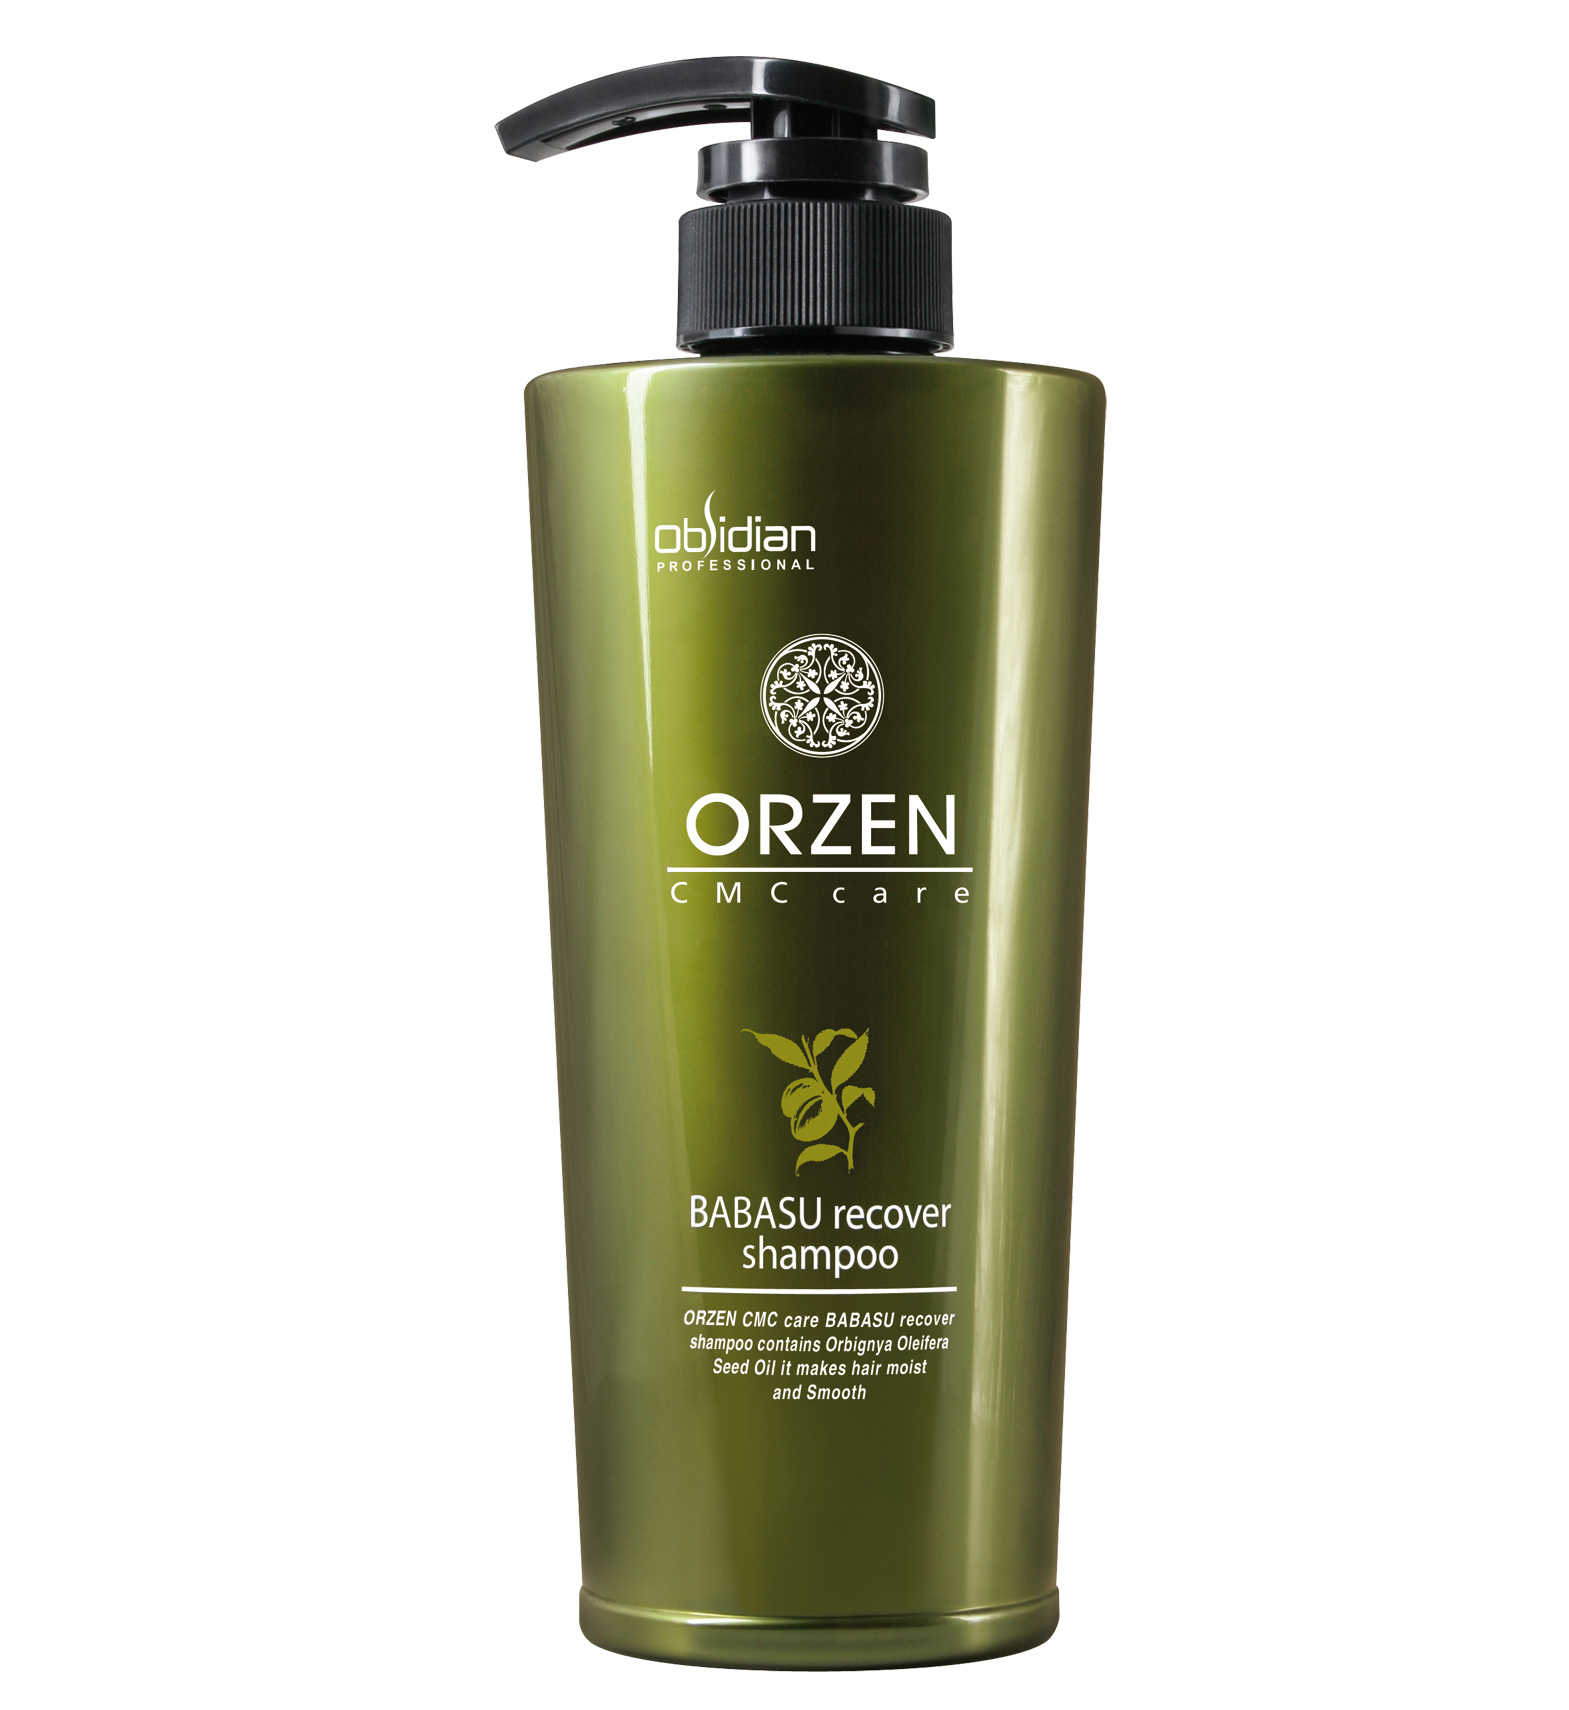 obsidian
PROFESSIONAL
ORZEN
CMC care
BABASU recover
shampoo
ORZEN CMC care BABASU recover
shampoo contains Orbignya Oleifera
Seed Oil it makes hair moist
and Smooth